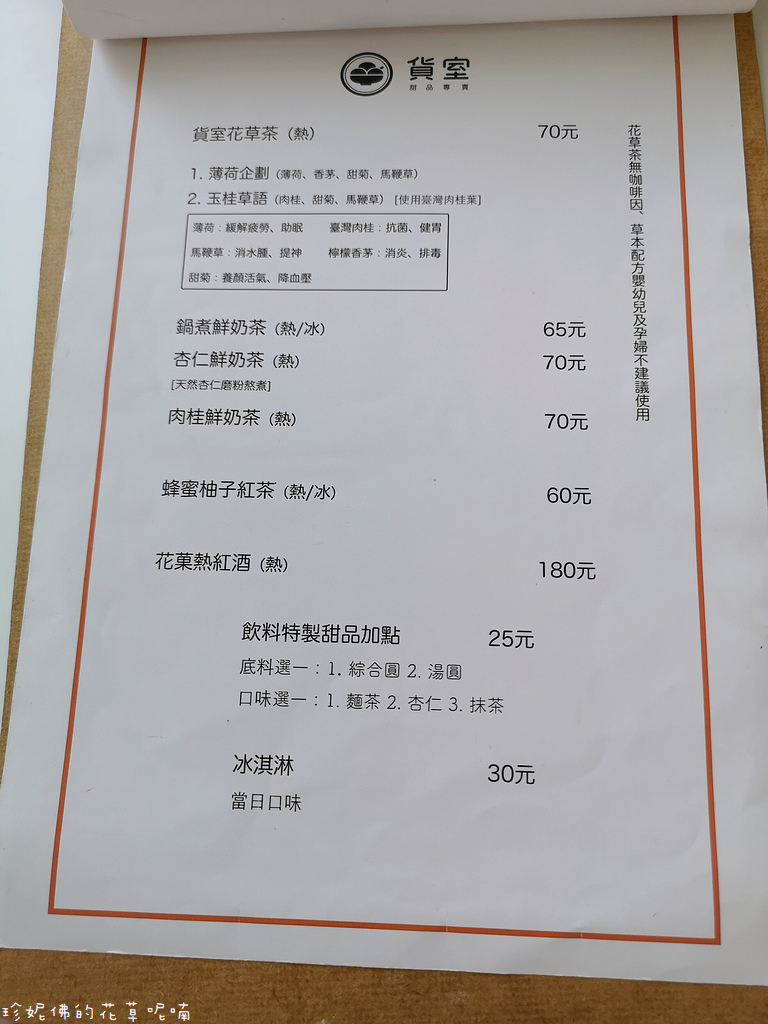 貨室
甜品專賣
貨室花草茶（熱） 70元
1. 薄荷企劃（薄荷、香茅、甜菊、馬鞭草）
2. 玉桂草語（肉桂、甜菊、馬鞭草）［使用臺灣肉桂葉］
薄荷：緩解疲勞、助眠 臺灣肉桂：抗菌、健胃
馬鞭草：消水腫、提神 檸檬香茅：消炎、排毒
甜菊：養顏活氣、降血壓
鍋煮鮮奶茶（熱/冰） 65元
杏仁鮮奶茶（熱） 70元
［天然杏仁磨粉熬煮］
肉桂鮮奶茶（熱） 70元
蜂蜜柚子紅茶（熱/冰） 60元
花菓熱紅酒（熱） 180元
飲料特製甜品加點 25元
底料選一：1. 綜合圓 2. 湯圓
口味選一：1. 麵茶 2. 杏仁 3. 抹茶
冰淇淋 30元
當日口味
花草茶無咖啡因、草本配方嬰幼兒及孕婦不建議使用
珍妮佛的花草呢喃